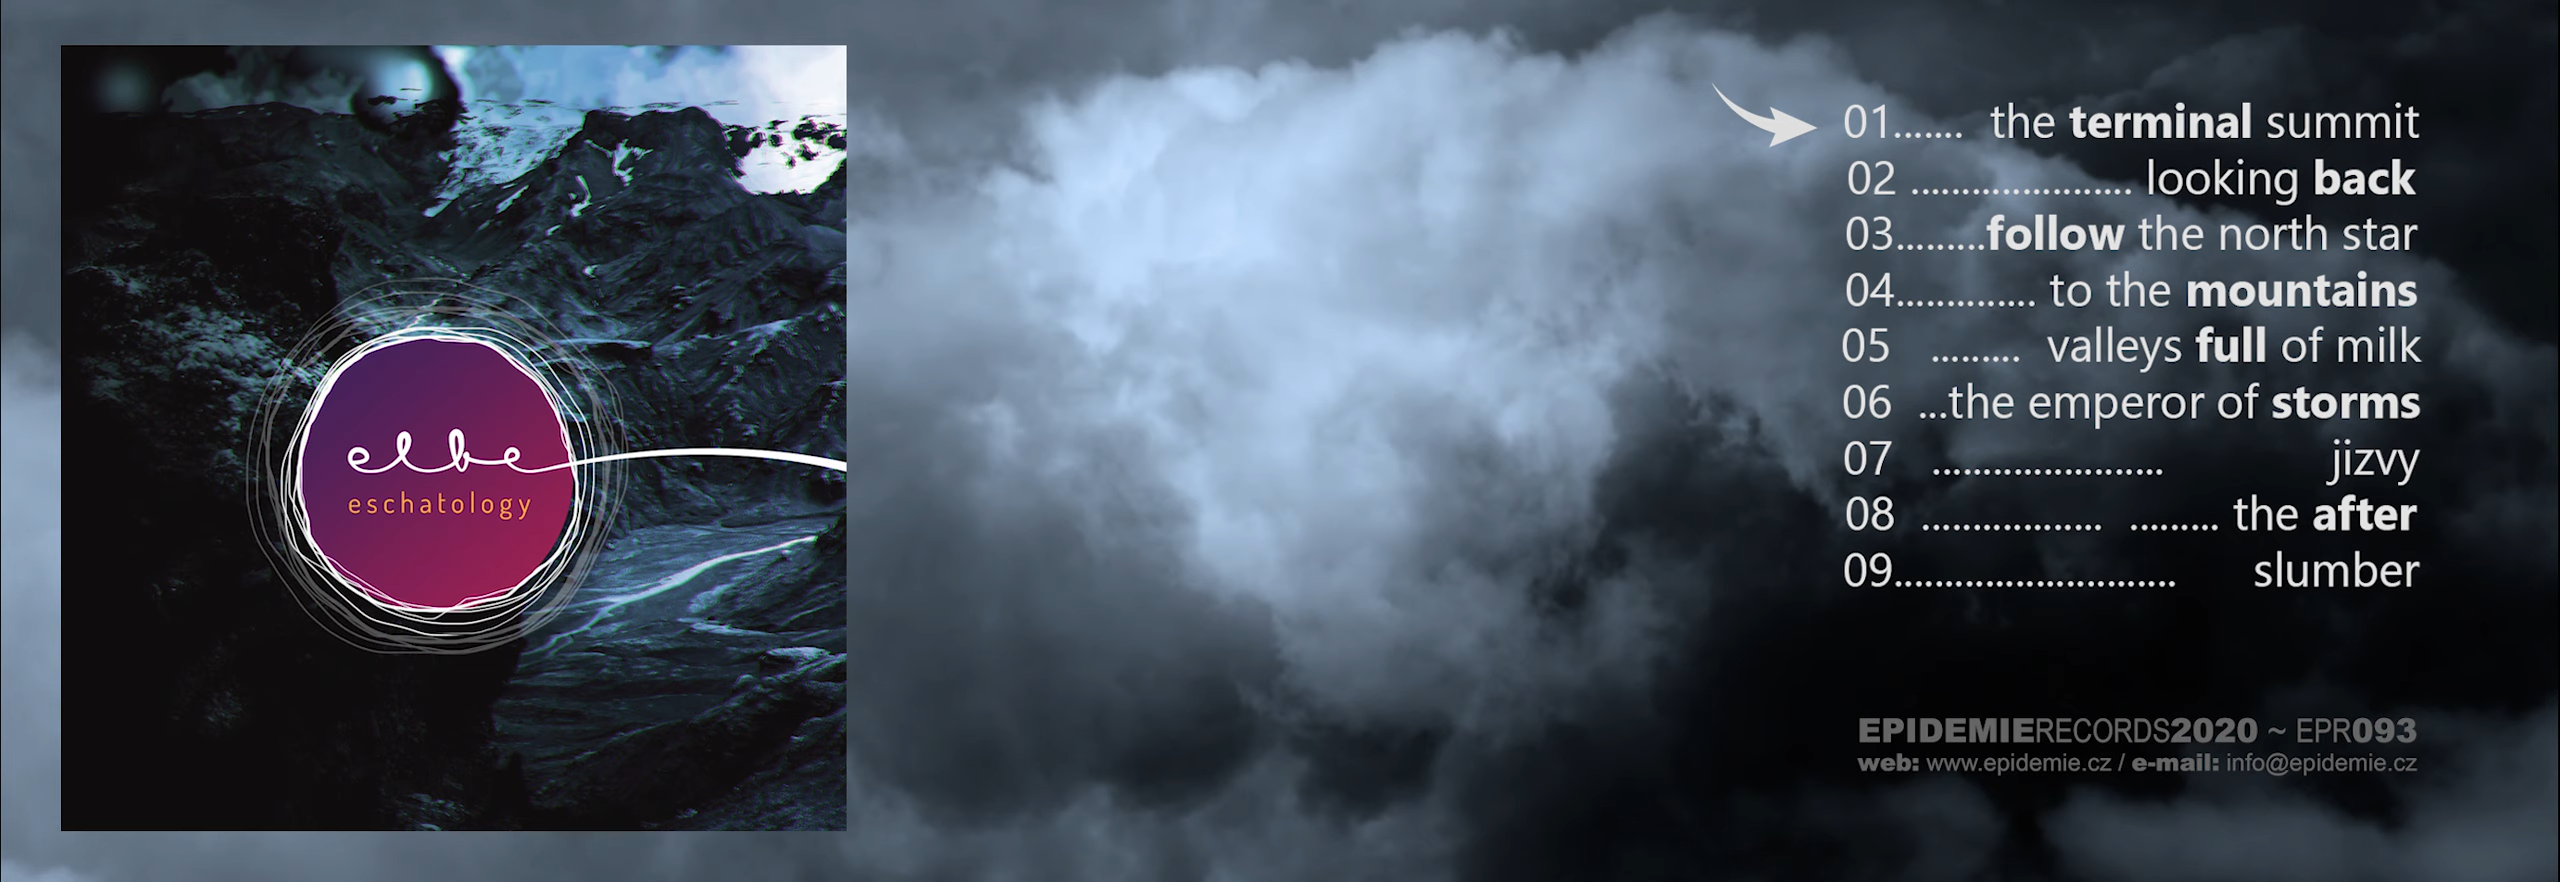 elbe
eschatology
01....... the terminal summit
02 ...................... looking back
03.........follow the north star
04.............. to the mountains
05 ......... valleys full of milk
06 ...the emperor of storms
07 ....................... jizvy
08 .................. ......... the after
09............................ slumber
EPIDEMIERECORDS2020 ~ EPR093
web: www.epidemie.cz / e-mail: info@epidemie.cz